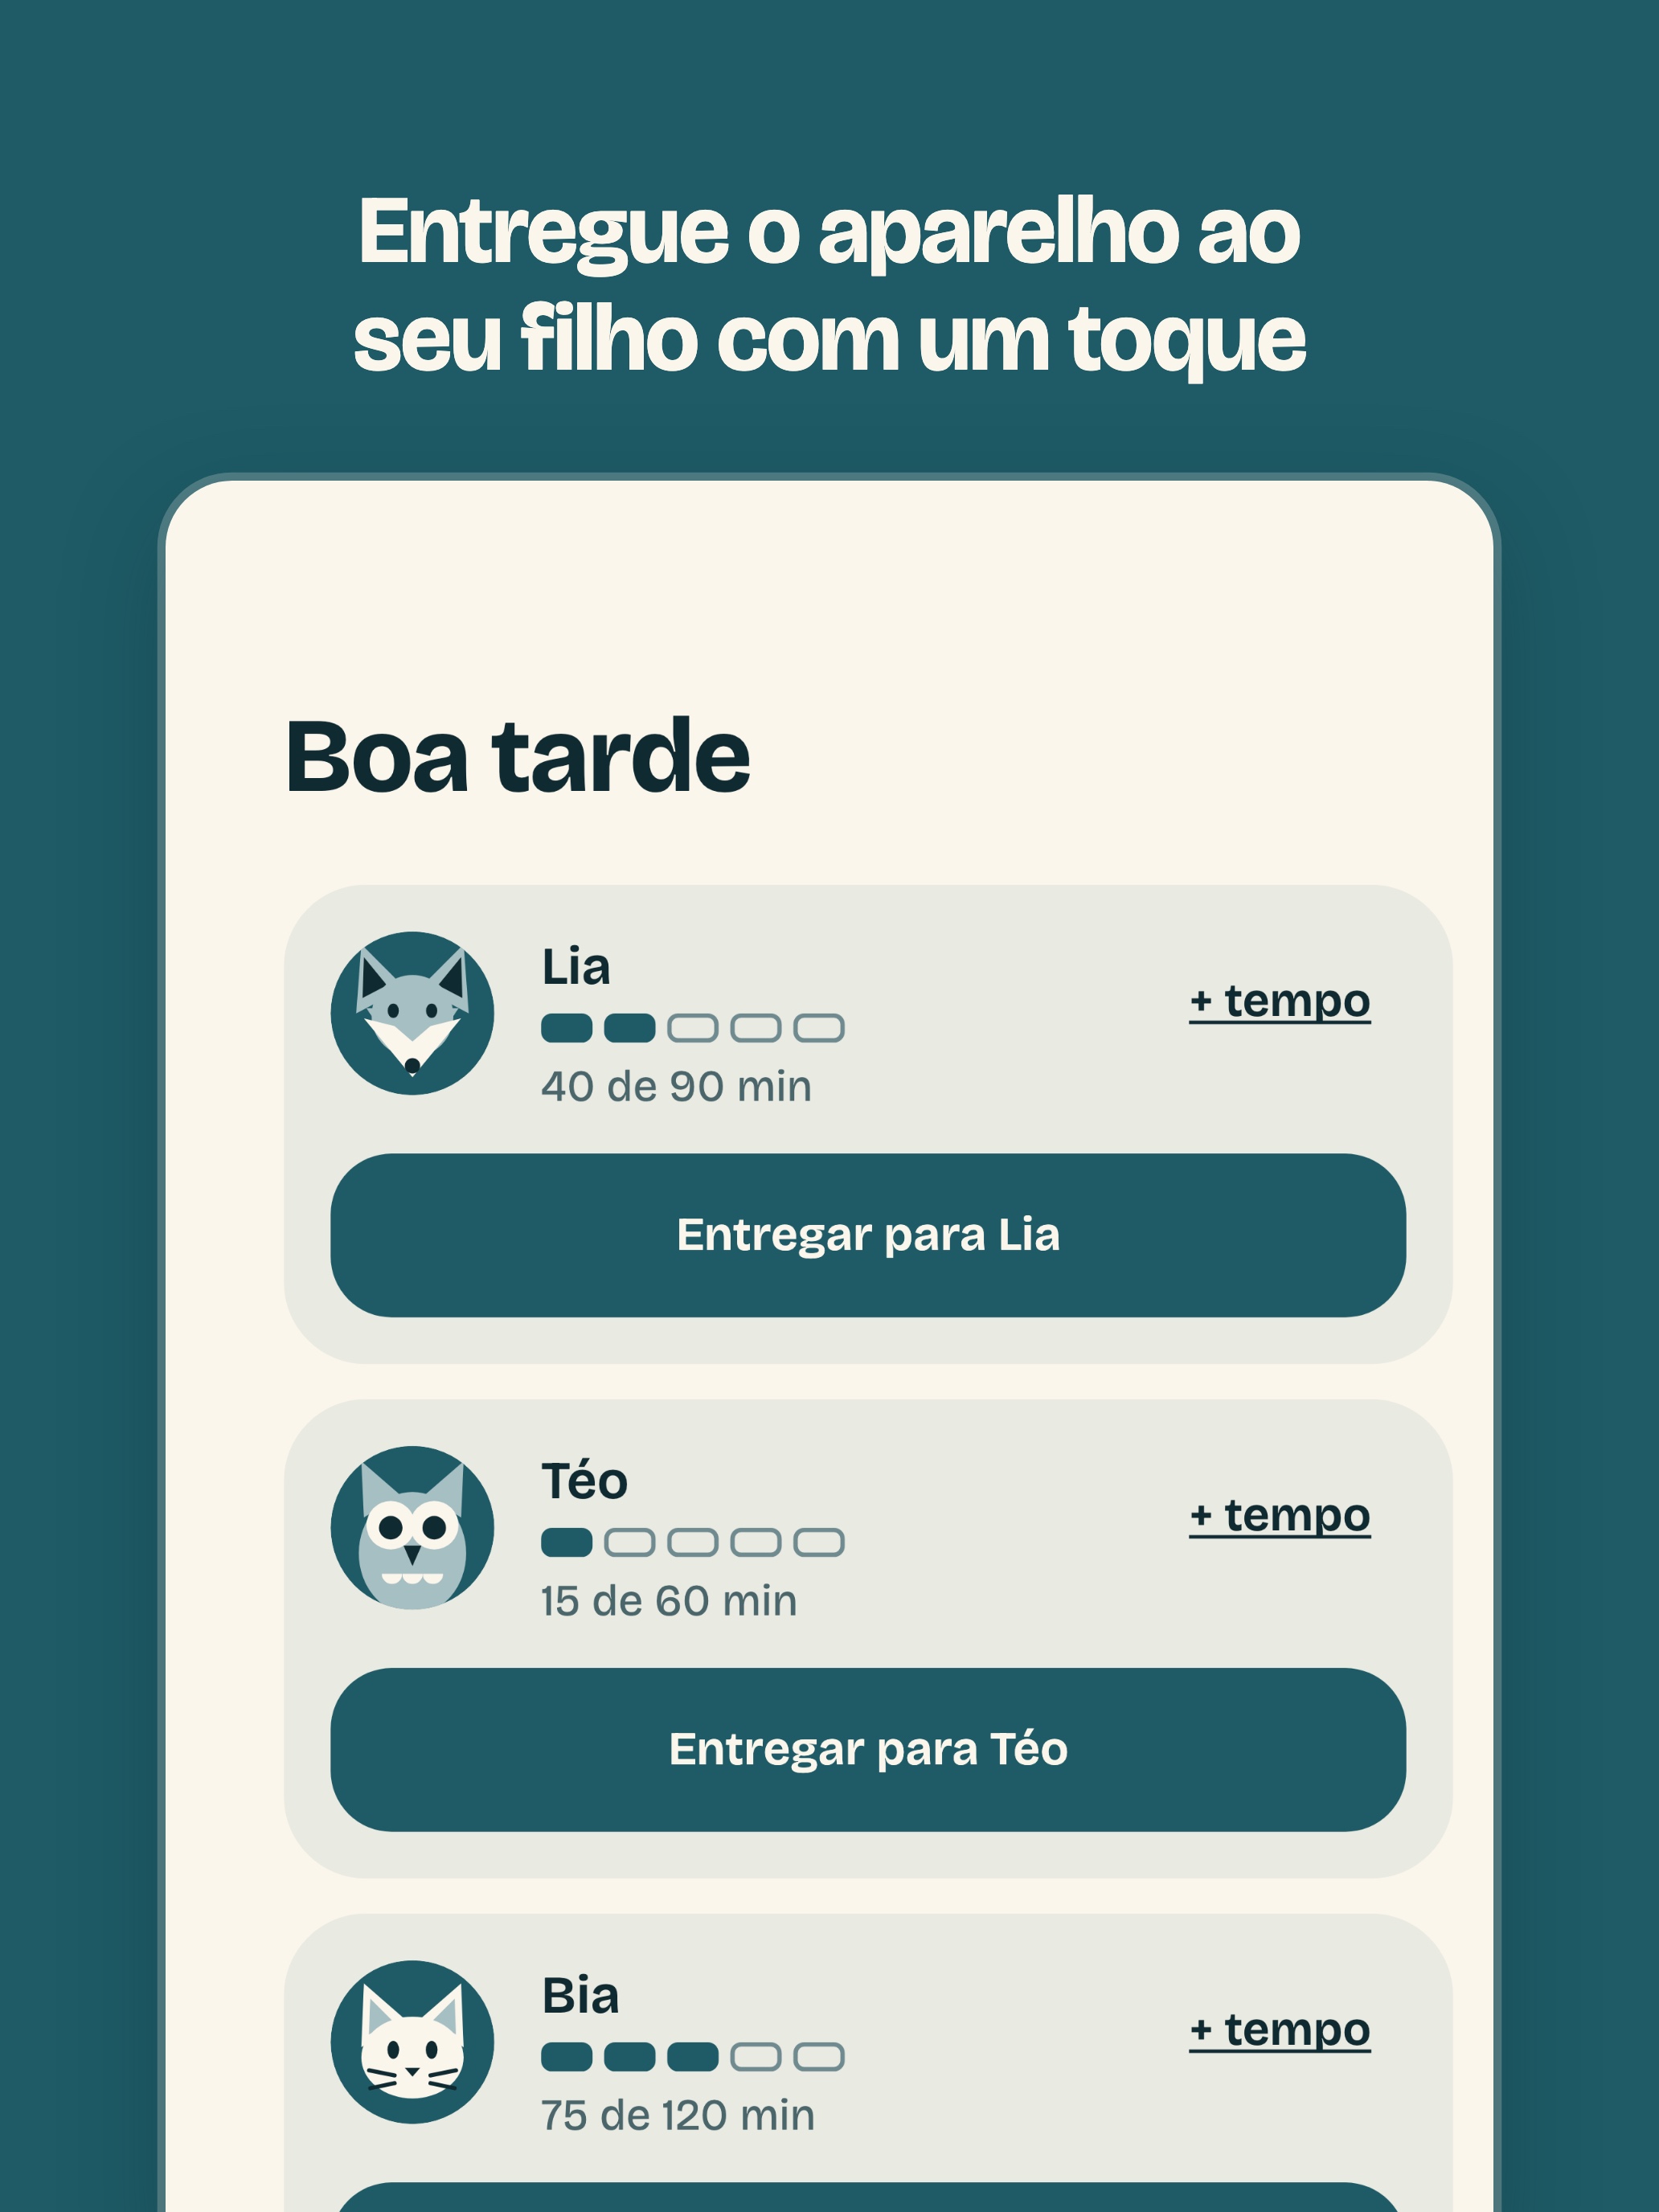 Entregue o aparelho ao
seu filho com um toque
Boa tarde
Lia
+ tempo
40 de 90 min
Entregar para Lia
Téo
+ tempo
15 de 60 min
Entregar para Téo
Bia
+ tempo
75 de 120 min